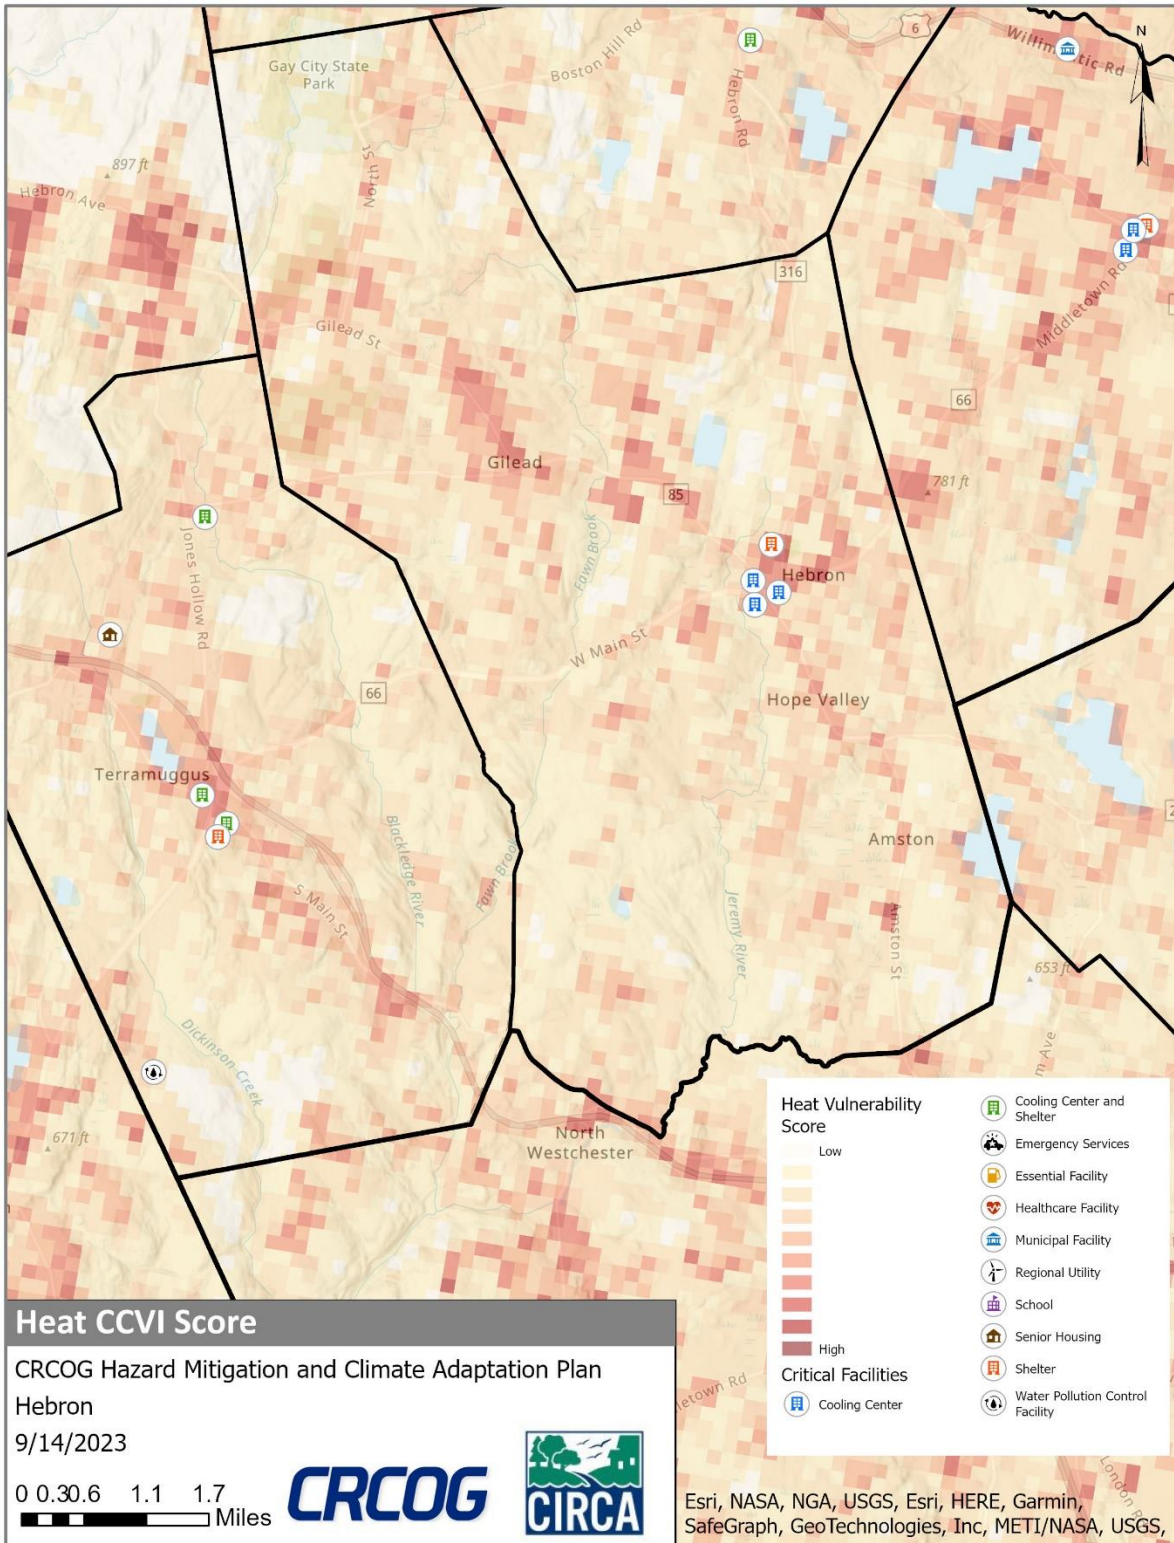 Gay City State
Park
Boston Hill Rd
6
Willimantic Rd
N
Hebron Rd
North St
897 ft
Hebron Ave
316
Gilead St
Middletown Rd
66
Gilead
85
781 ft
Jones Hollow Rd
Fawn Brook
Hebron
W Main St
66
Hope Valley
Terramuggus
Blackledge River
Fawn Brook
Amston
S Main St
Jeremy River
Amston St
653 ft
Dickinson Creek
671 ft
North
Westchester
Heat Vulnerability
Score
Low
High
Critical Facilities
Cooling Center
Cooling Center and
Shelter
Emergency Services
Essential Facility
Healthcare Facility
Municipal Facility
Regional Utility
School
Senior Housing
Shelter
Water Pollution Control
Facility
letown Rd
London Rd
Heat CCVI Score
CRCOG Hazard Mitigation and Climate Adaptation Plan
Hebron
9/14/2023
0 0.30.6 1.1 1.7
Miles
CRCOG
CIRCA
Esri, NASA, NGA, USGS, Esri, HERE, Garmin,
SafeGraph, GeoTechnologies, Inc, METI/NASA, USGS,